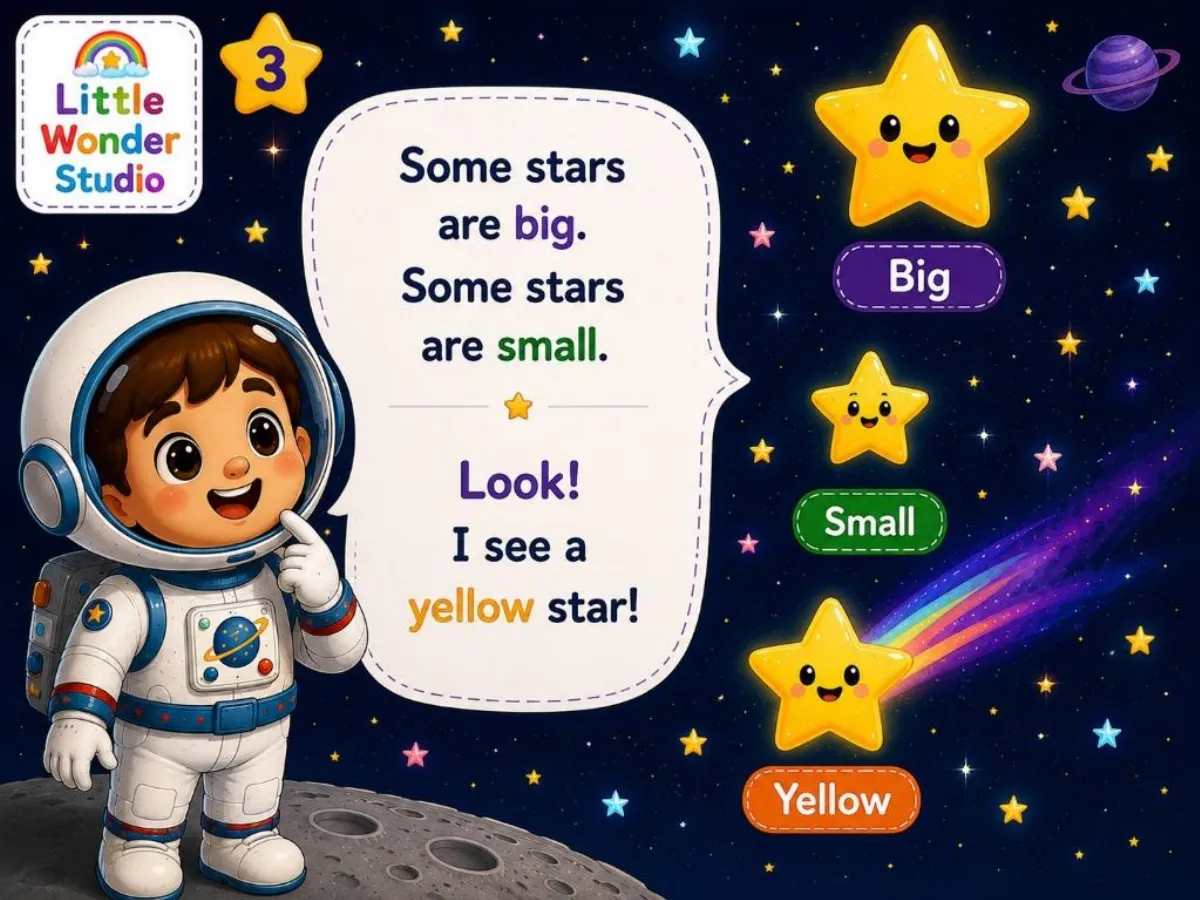 Little
Wonder
Studio
3
Some stars
are big.
Some stars
are small.
Look!
I see a
yellow star!
Big
Small
Yellow